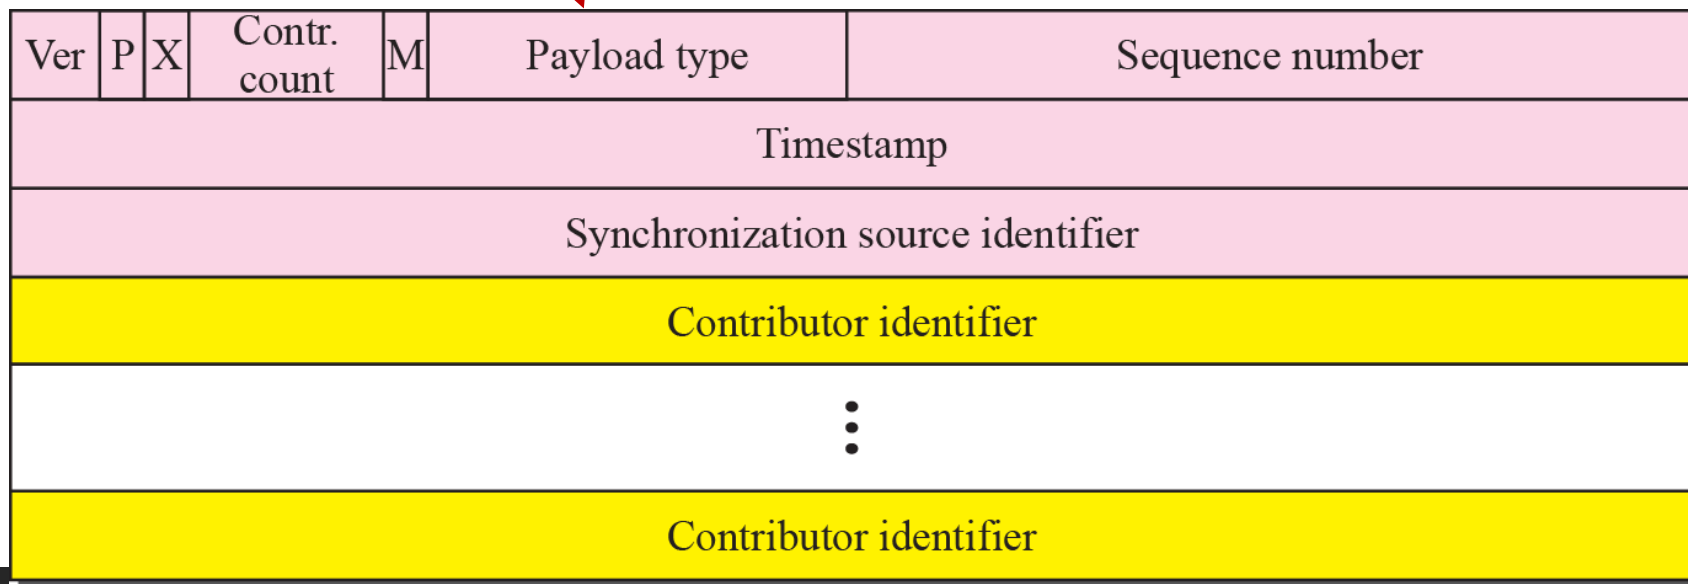 Ver P X Contr. count M Payload type Sequence number
Timestamp
Synchronization source identifier
Contributor identifier
Contributor identifier